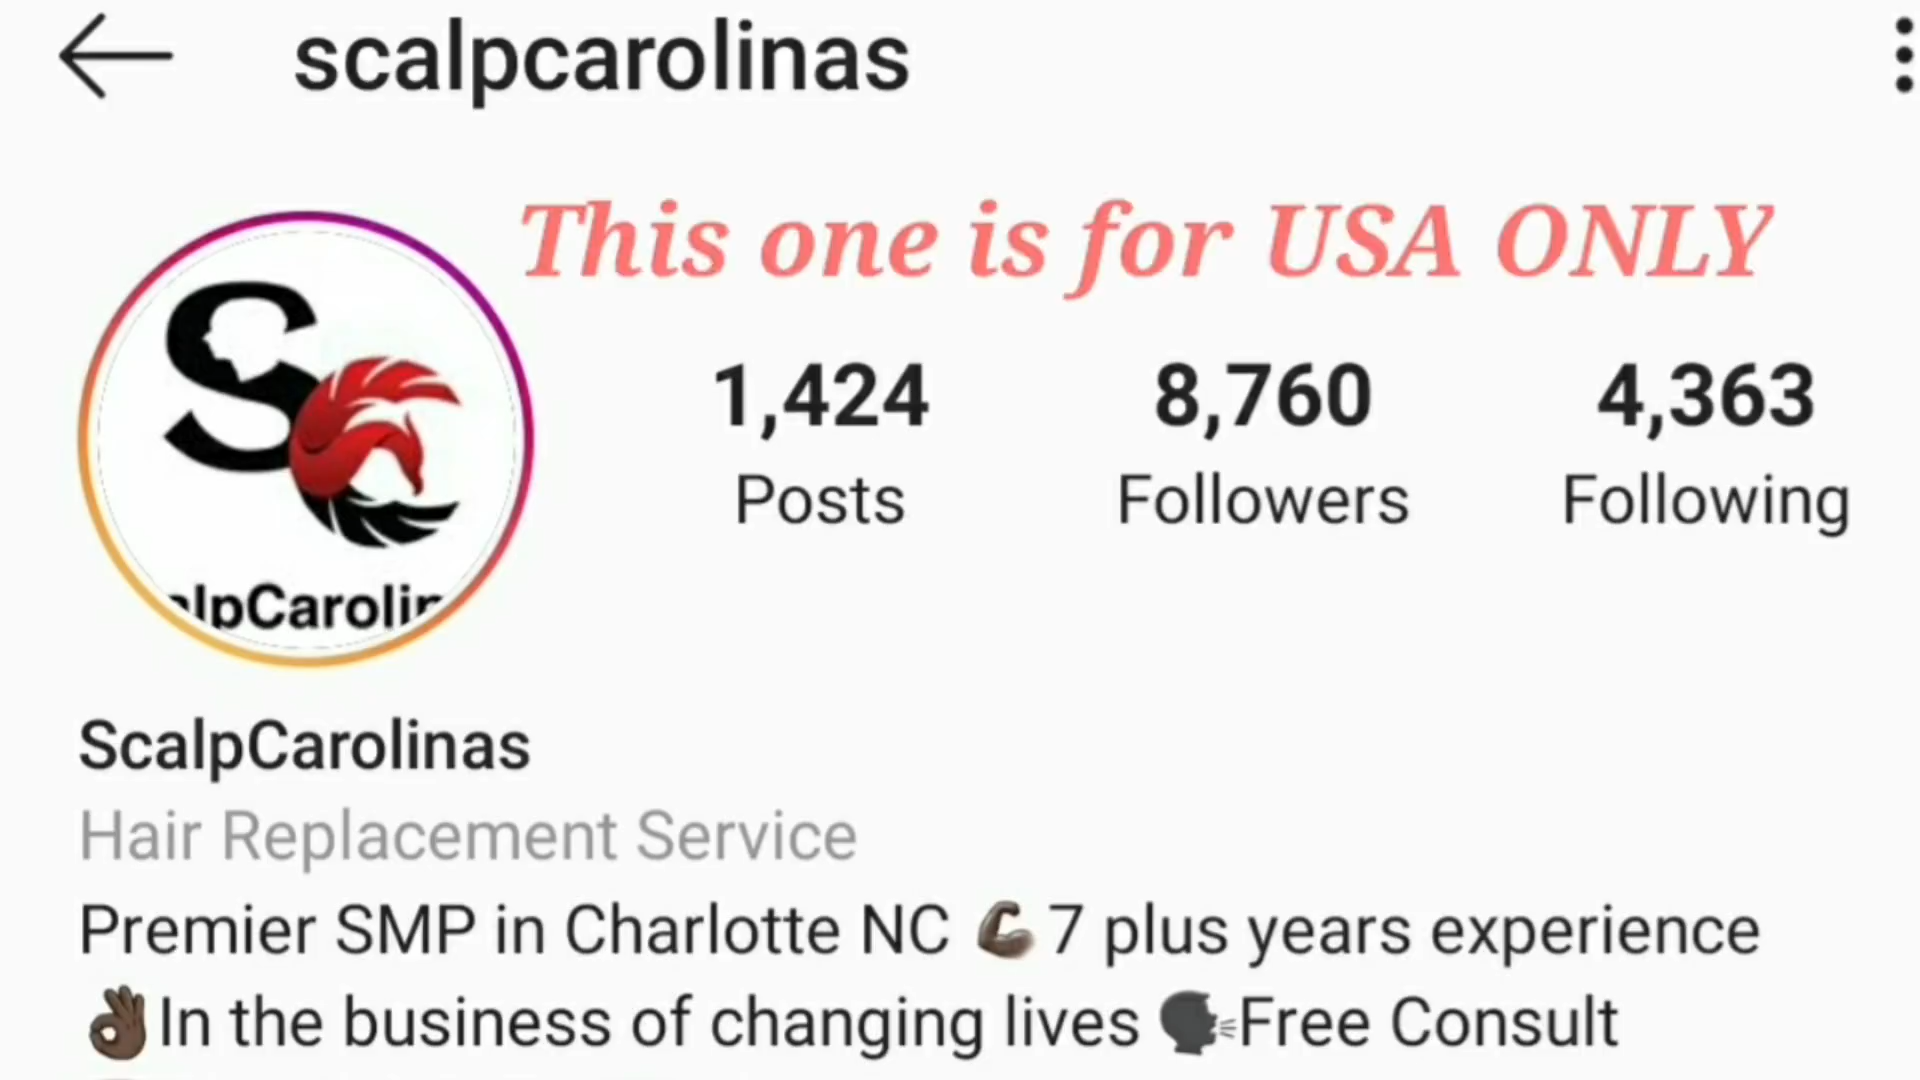 scalpcarolinas
This one is for USA ONLY
1,424 8,760 4,363
Posts Followers Following
lpCarolin
ScalpCarolinas
Hair Replacement Service
Premier SMP in Charlotte NC 💪🏿 7 plus years experience
👌🏿In the business of changing lives 🗣️Free Consult